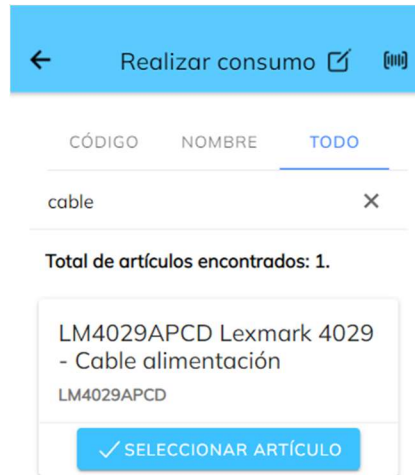 Realizar consumo
CÓDIGO NOMBRE TODO
cable
Total de artículos encontrados: 1.
LM4029APCD Lexmark 4029
- Cable alimentación
LM4029APCD
SELECCIONAR ARTÍCULO